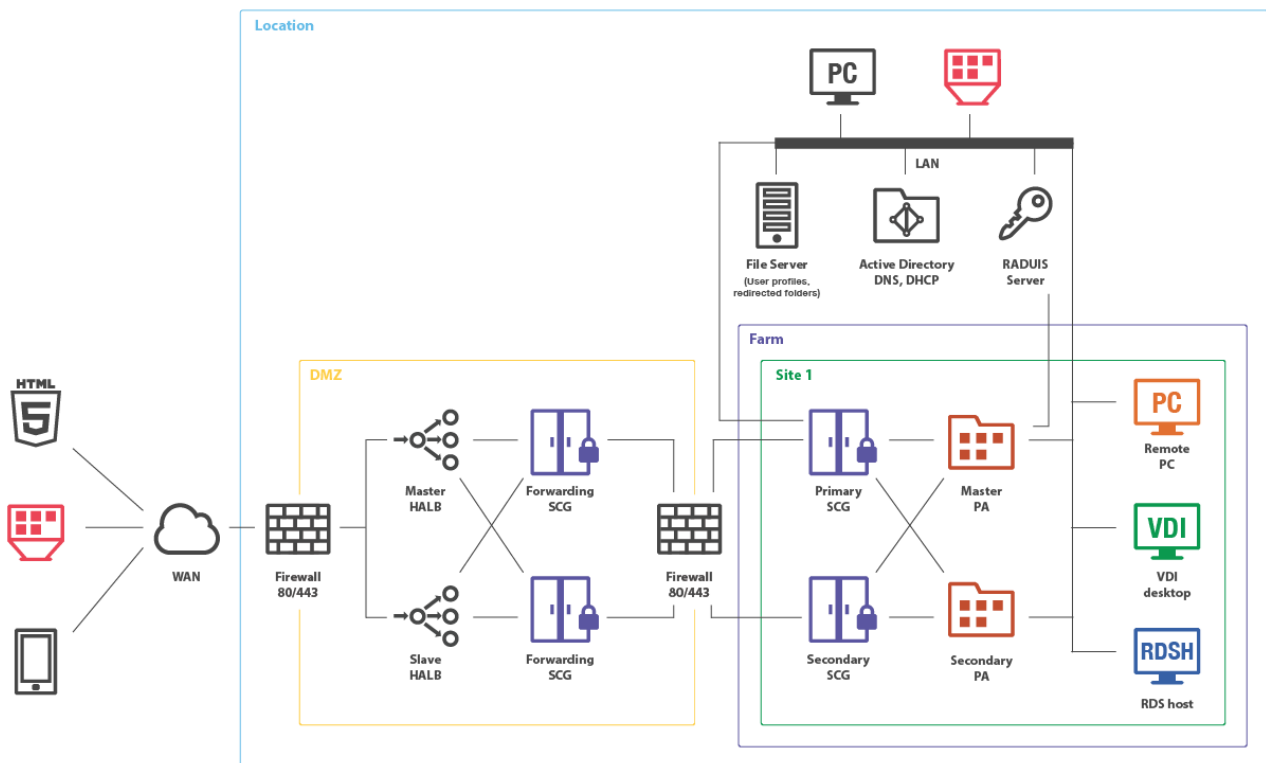 Location
PC
LAN
File Server
(User profiles,
redirected folders)
Active Directory
DNS, DHCP
RADUIS
Server
Farm
Site 1
DMZ
HTML
5
WAN
Firewall
80/443
Master
HALB
Slave
HALB
Forwarding
SCG
Forwarding
SCG
Firewall
80/443
Primary
SCG
Secondary
SCG
Master
PA
Secondary
PA
PC
Remote
PC
VDI
VDI
desktop
RDSH
RDS host